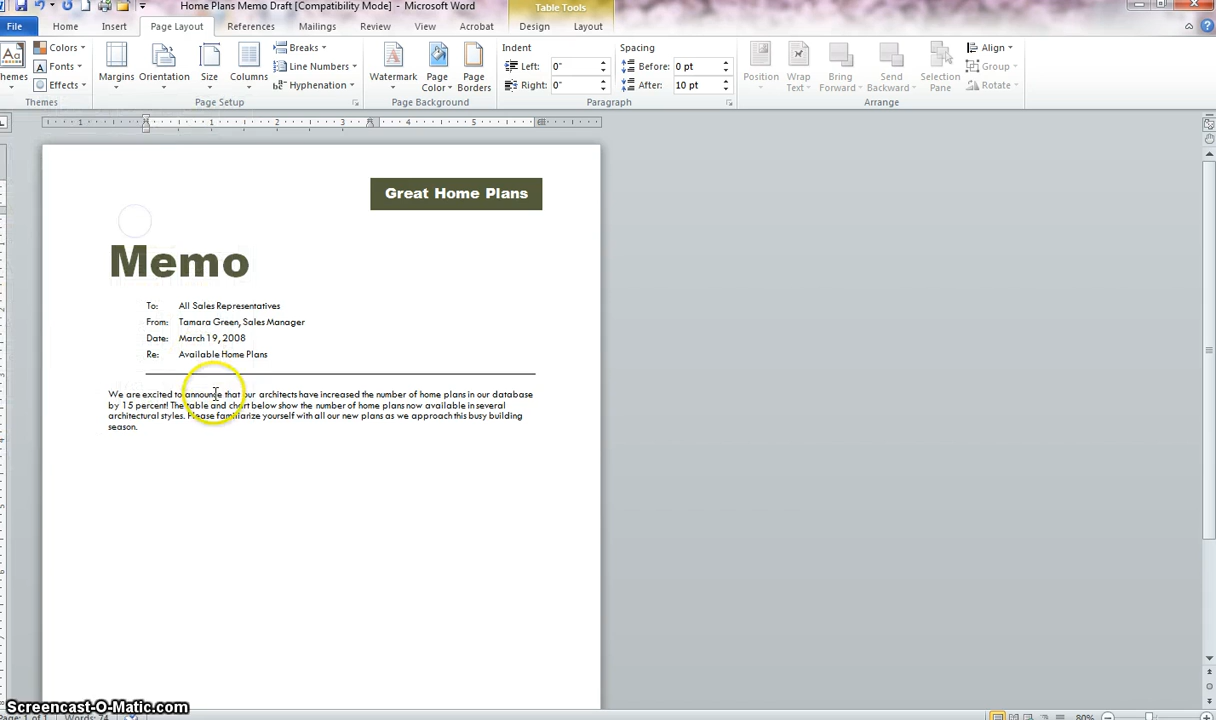 Home Plans Memo Draft [Compatibility Mode] - Microsoft Word
Table Tools
File Home Insert Page Layout References Mailings Review View Acrobat Design Layout
Colors
Fonts
Effects
Themes
Margins Orientation Size Columns
Breaks
Line Numbers
Hyphenation
Page Setup
Watermark Page Color Page Borders
Page Background
Indent
Left: 0"
Right: 0"
Spacing
Before: 0 pt
After: 10 pt
Paragraph
Position Wrap Text Bring Forward Send Backward Selection Pane
Align
Group
Rotate
Arrange
Great Home Plans
Memo
To: All Sales Representatives
From: Tamara Green, Sales Manager
Date: March 19, 2008
Re: Available Home Plans
We are excited to announce that our architects have increased the number of home plans in our database
by 15 percent! The table and chart below show the number of home plans now available in several
architectural styles. Please familiarize yourself with all our new plans as we approach this busy building
season.
Screencast-O-Matic.com
Page: 1 of 1 Words: 74 80%